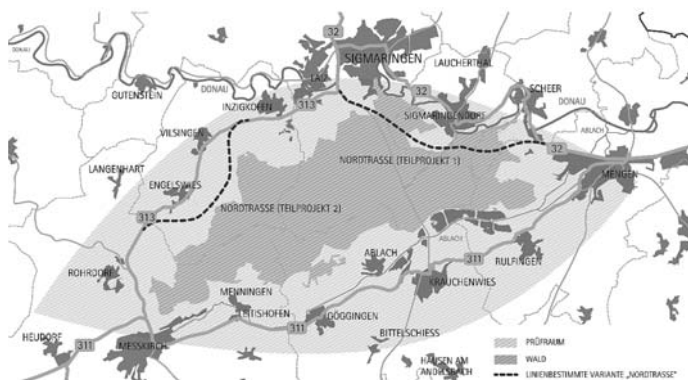 32
SIGMARINGEN
LAUCHERTHAL
DONAU
GUTENSTEIN
DONAU
LAIZ
32
SCHEER
INZIGKOFEN
313
SIGMARINGENDORF
DONAU
VILSINGEN
ABLACH
32
NORDTRASSE (TEILPROJEKT 1)
MENGEN
LANGENHART
ENGELSWIES
NORDTRASSE (TEILPROJEKT 2)
313
ABLACH
ABLACH
311
RULFINGEN
ROHRDORF
KRAUCHENWIES
MENNINGEN
LEITISHOFEN
GÖGGINGEN
311
BITTELSCHIESS
HEUDORF
311
MESSKIRCH
HAUSEN AM
ANDELSBACH
PRÜFRAUM
WALD
LINIENBESTIMMTE VARIANTE „NORDTRASSE"